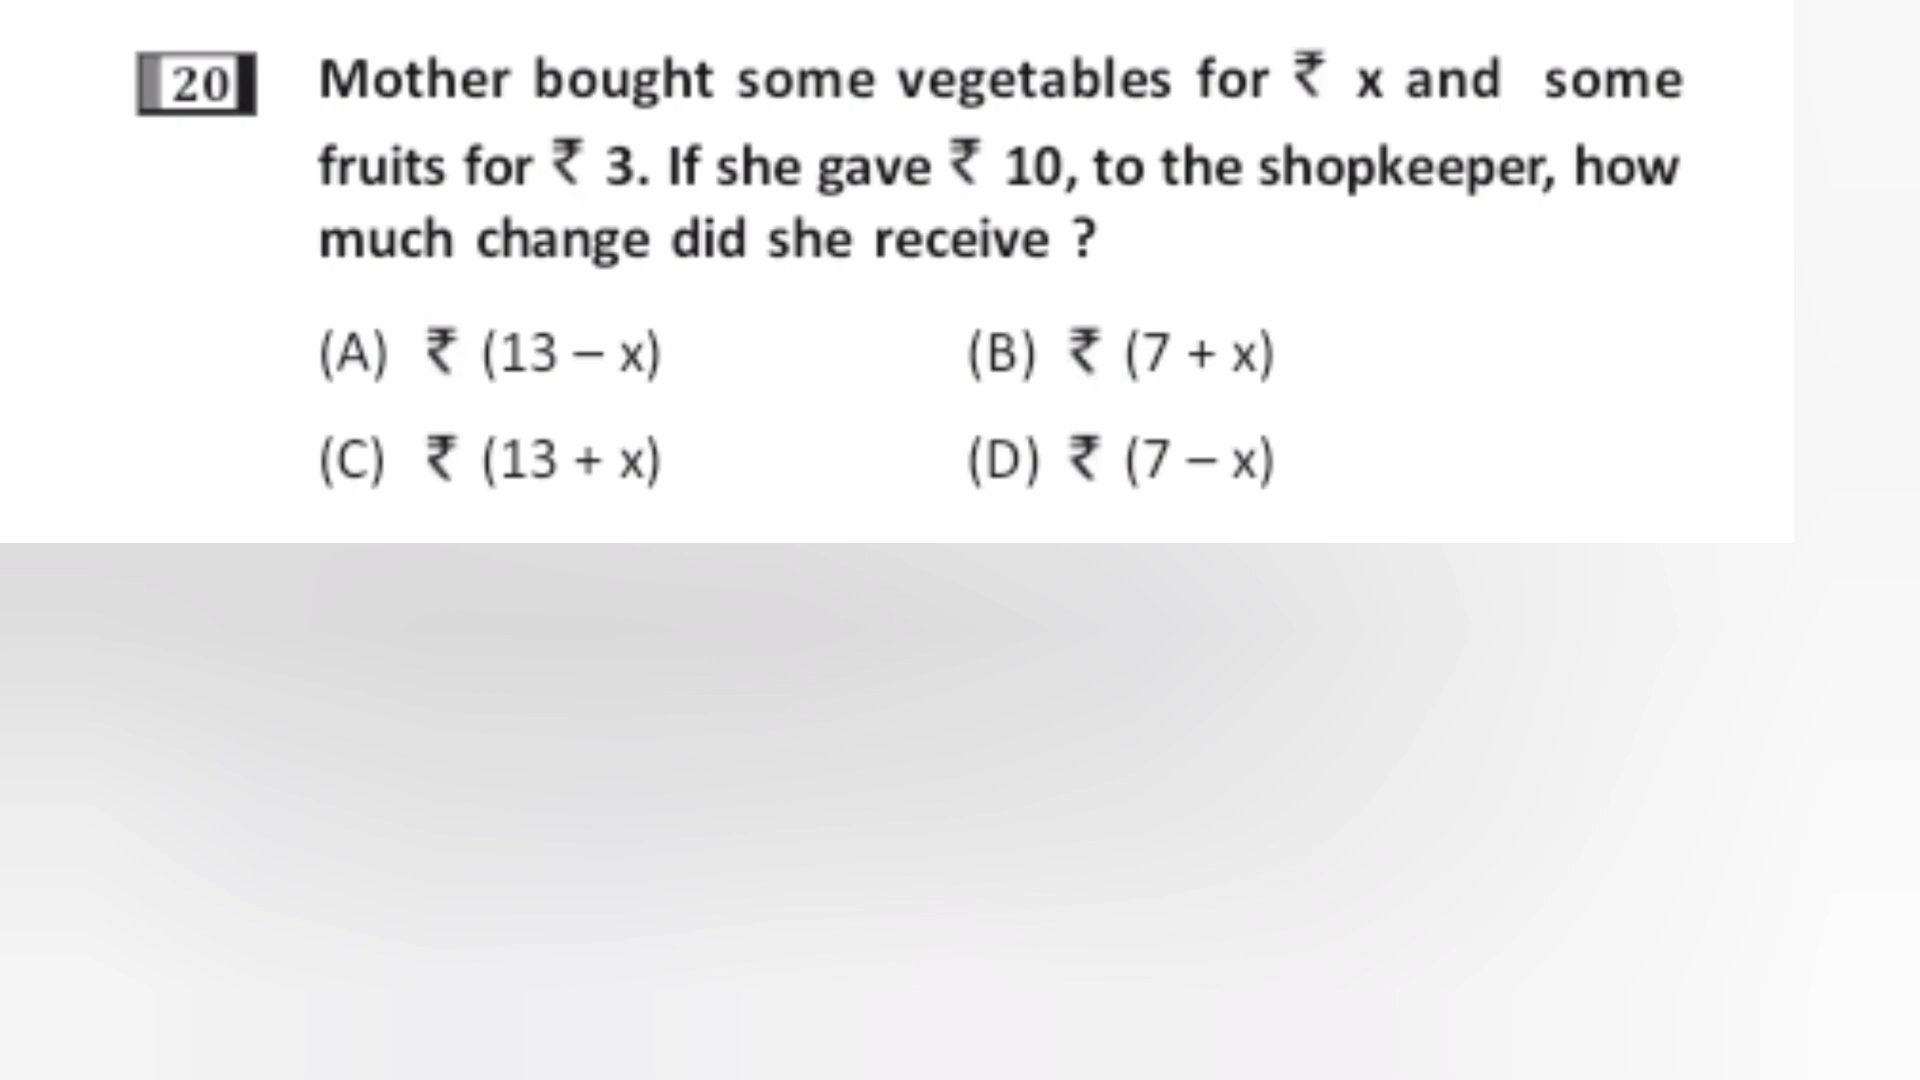 20 Mother bought some vegetables for ₹ x and some
fruits for ₹ 3. If she gave ₹ 10, to the shopkeeper, how
much change did she receive ?
(A) ₹ (13 – x) (B) ₹ (7 + x)
(C) ₹ (13 + x) (D) ₹ (7 – x)